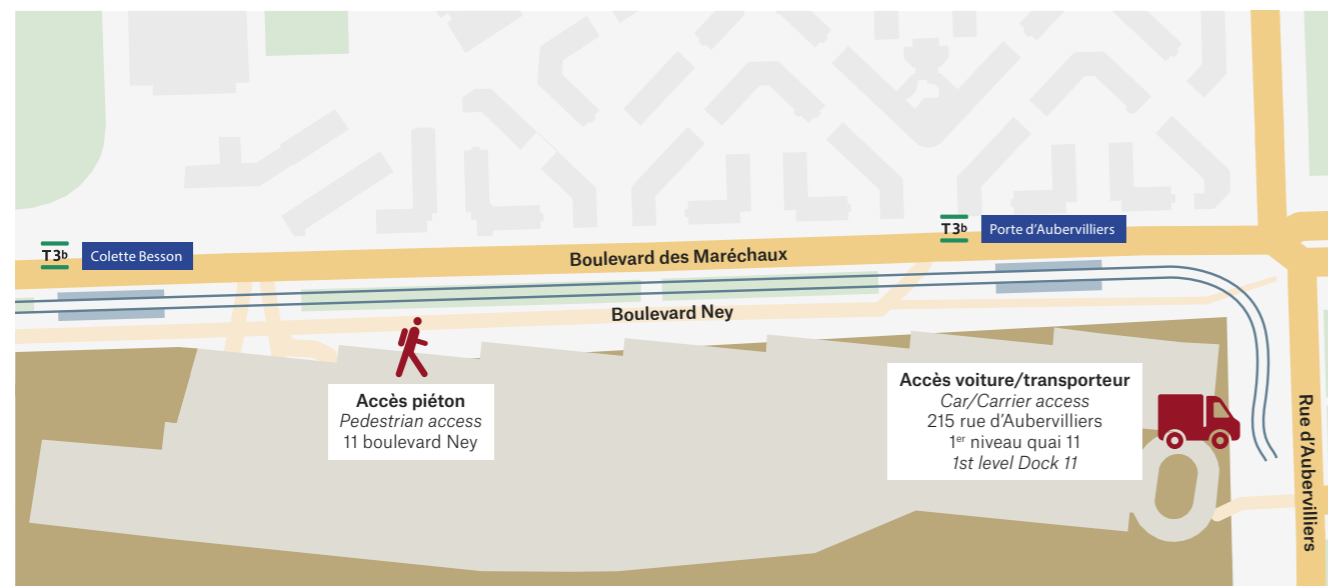 T3b
Porte d'Aubervilliers
T3b
Colette Besson
Boulevard des Maréchaux
Boulevard Ney
Accès piéton
Pedestrian access
11 boulevard Ney
Accès voiture/transporteur
Car/Carrier access
215 rue d'Aubervilliers
1er niveau quai 11
1st level Dock 11
Rue d'Aubervilliers